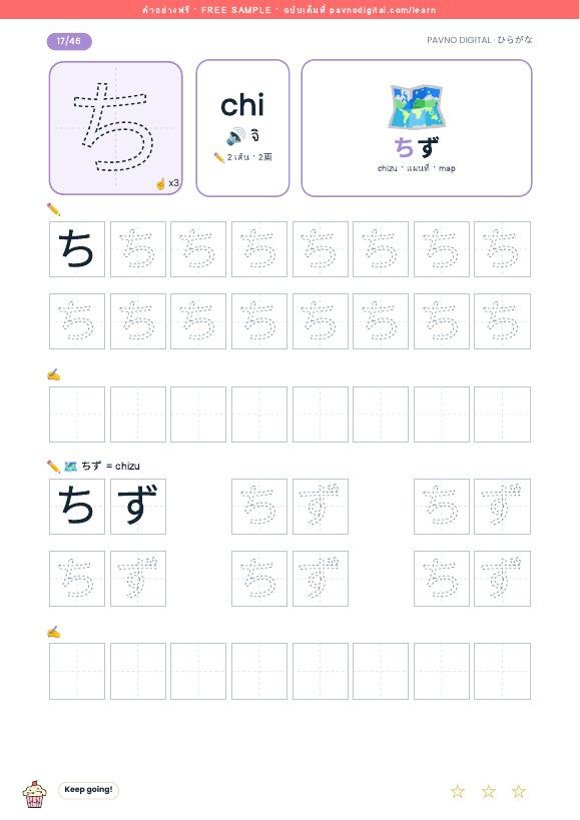 ตัวอย่างฟรี · FREE SAMPLE · ฉบับเต็มที่ pavnodigital.com/learn
17/46
PAVNO DIGITAL · ひらがな
ち
x3
chi
จิ
2 เส้น · 2画
ちず
chizu · แผนที่ · map
ち ち ち ち ち ち ち ち
ち ち ち ち ち ち ち ち
ちず = chizu
ちず ちず ちず
ちず ちず ちず
Keep going!